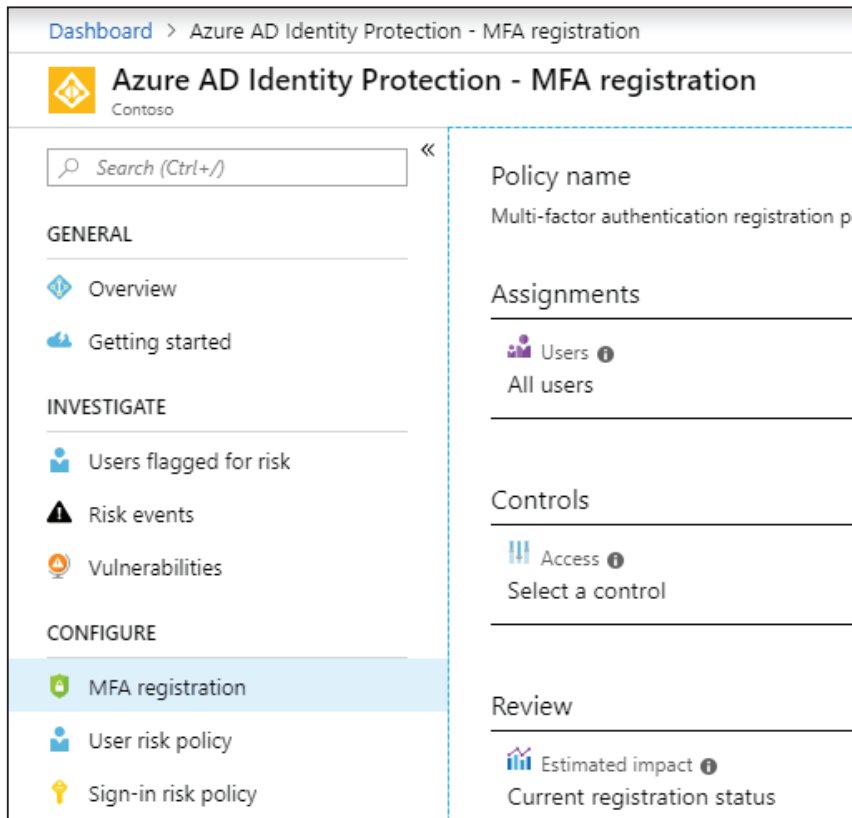 Dashboard > Azure AD Identity Protection - MFA registration
Azure AD Identity Protection - MFA registration
Contoso
Search (Ctrl+/)
«
GENERAL
Overview
Getting started
INVESTIGATE
Users flagged for risk
Risk events
Vulnerabilities
CONFIGURE
MFA registration
User risk policy
Sign-in risk policy
Policy name
Multi-factor authentication registration p
Assignments
Users
All users
Controls
Access
Select a control
Review
Estimated impact
Current registration status